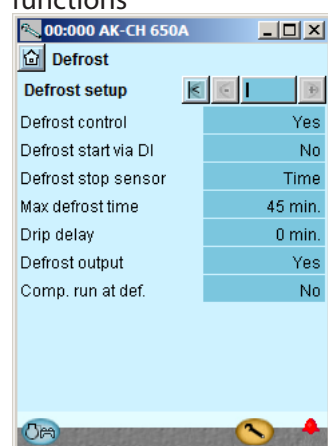 functions
00:000 AK-CH 650A
Defrost
Defrost setup
Defrost control Yes
Defrost start via DI No
Defrost stop sensor Time
Max defrost time 45 min.
Drip delay 0 min.
Defrost output Yes
Comp. run at def. No